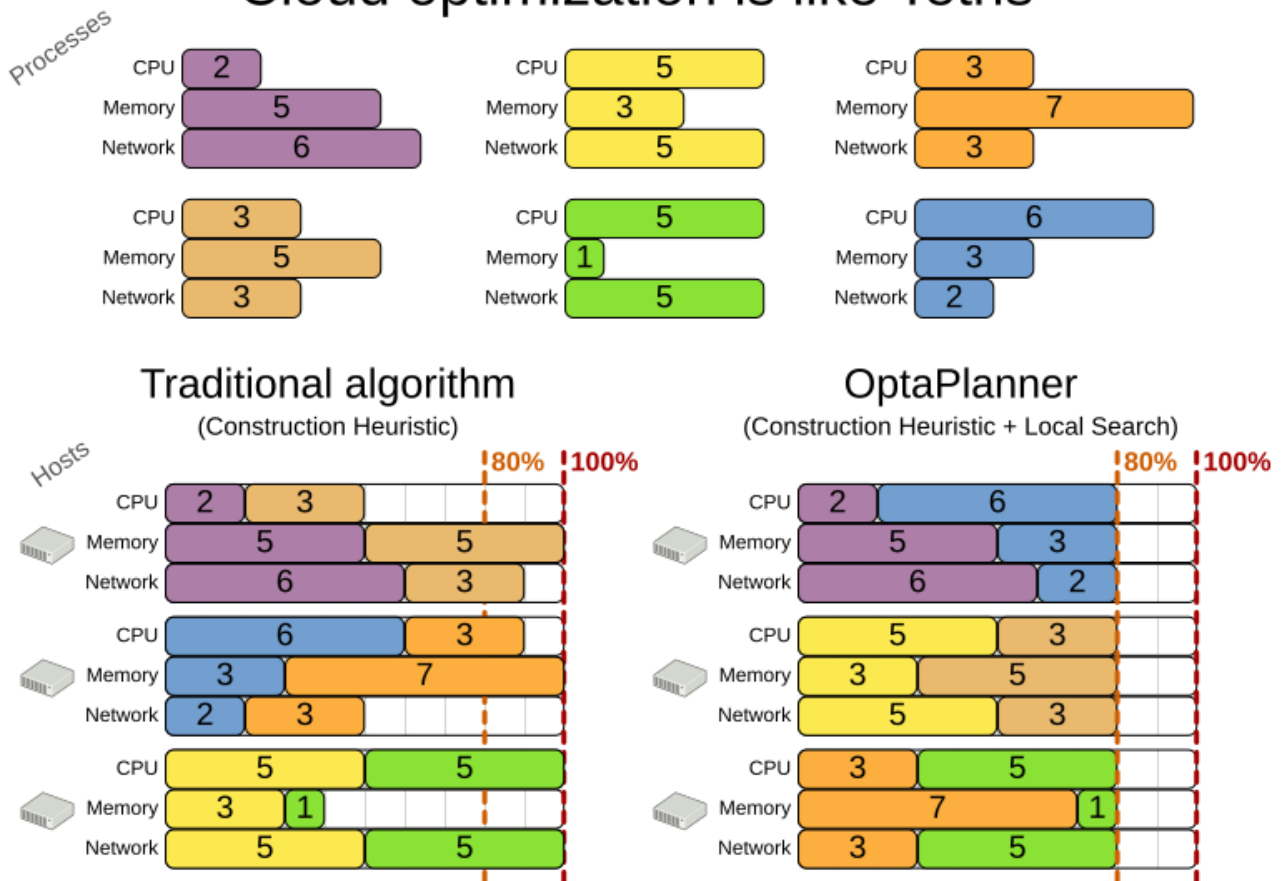 Cloud optimization is like Tetris
Processes
CPU 2 CPU 5 CPU 3
Memory 5 Memory 3 Memory 7
Network 6 Network 5 Network 3
CPU 3 CPU 5 CPU 6
Memory 5 Memory 1 Memory 3
Network 3 Network 5 Network 2
Traditional algorithm OptaPlanner
(Construction Heuristic) (Construction Heuristic + Local Search)
Hosts 80% 100% 80% 100%
CPU 2 3 CPU 2 6
Memory 5 5 Memory 5 3
Network 6 3 Network 6 2
CPU 6 3 CPU 5 3
Memory 3 7 Memory 3 5
Network 2 3 Network 5 3
CPU 5 5 CPU 3 5
Memory 3 1 Memory 7 1
Network 5 5 Network 3 5